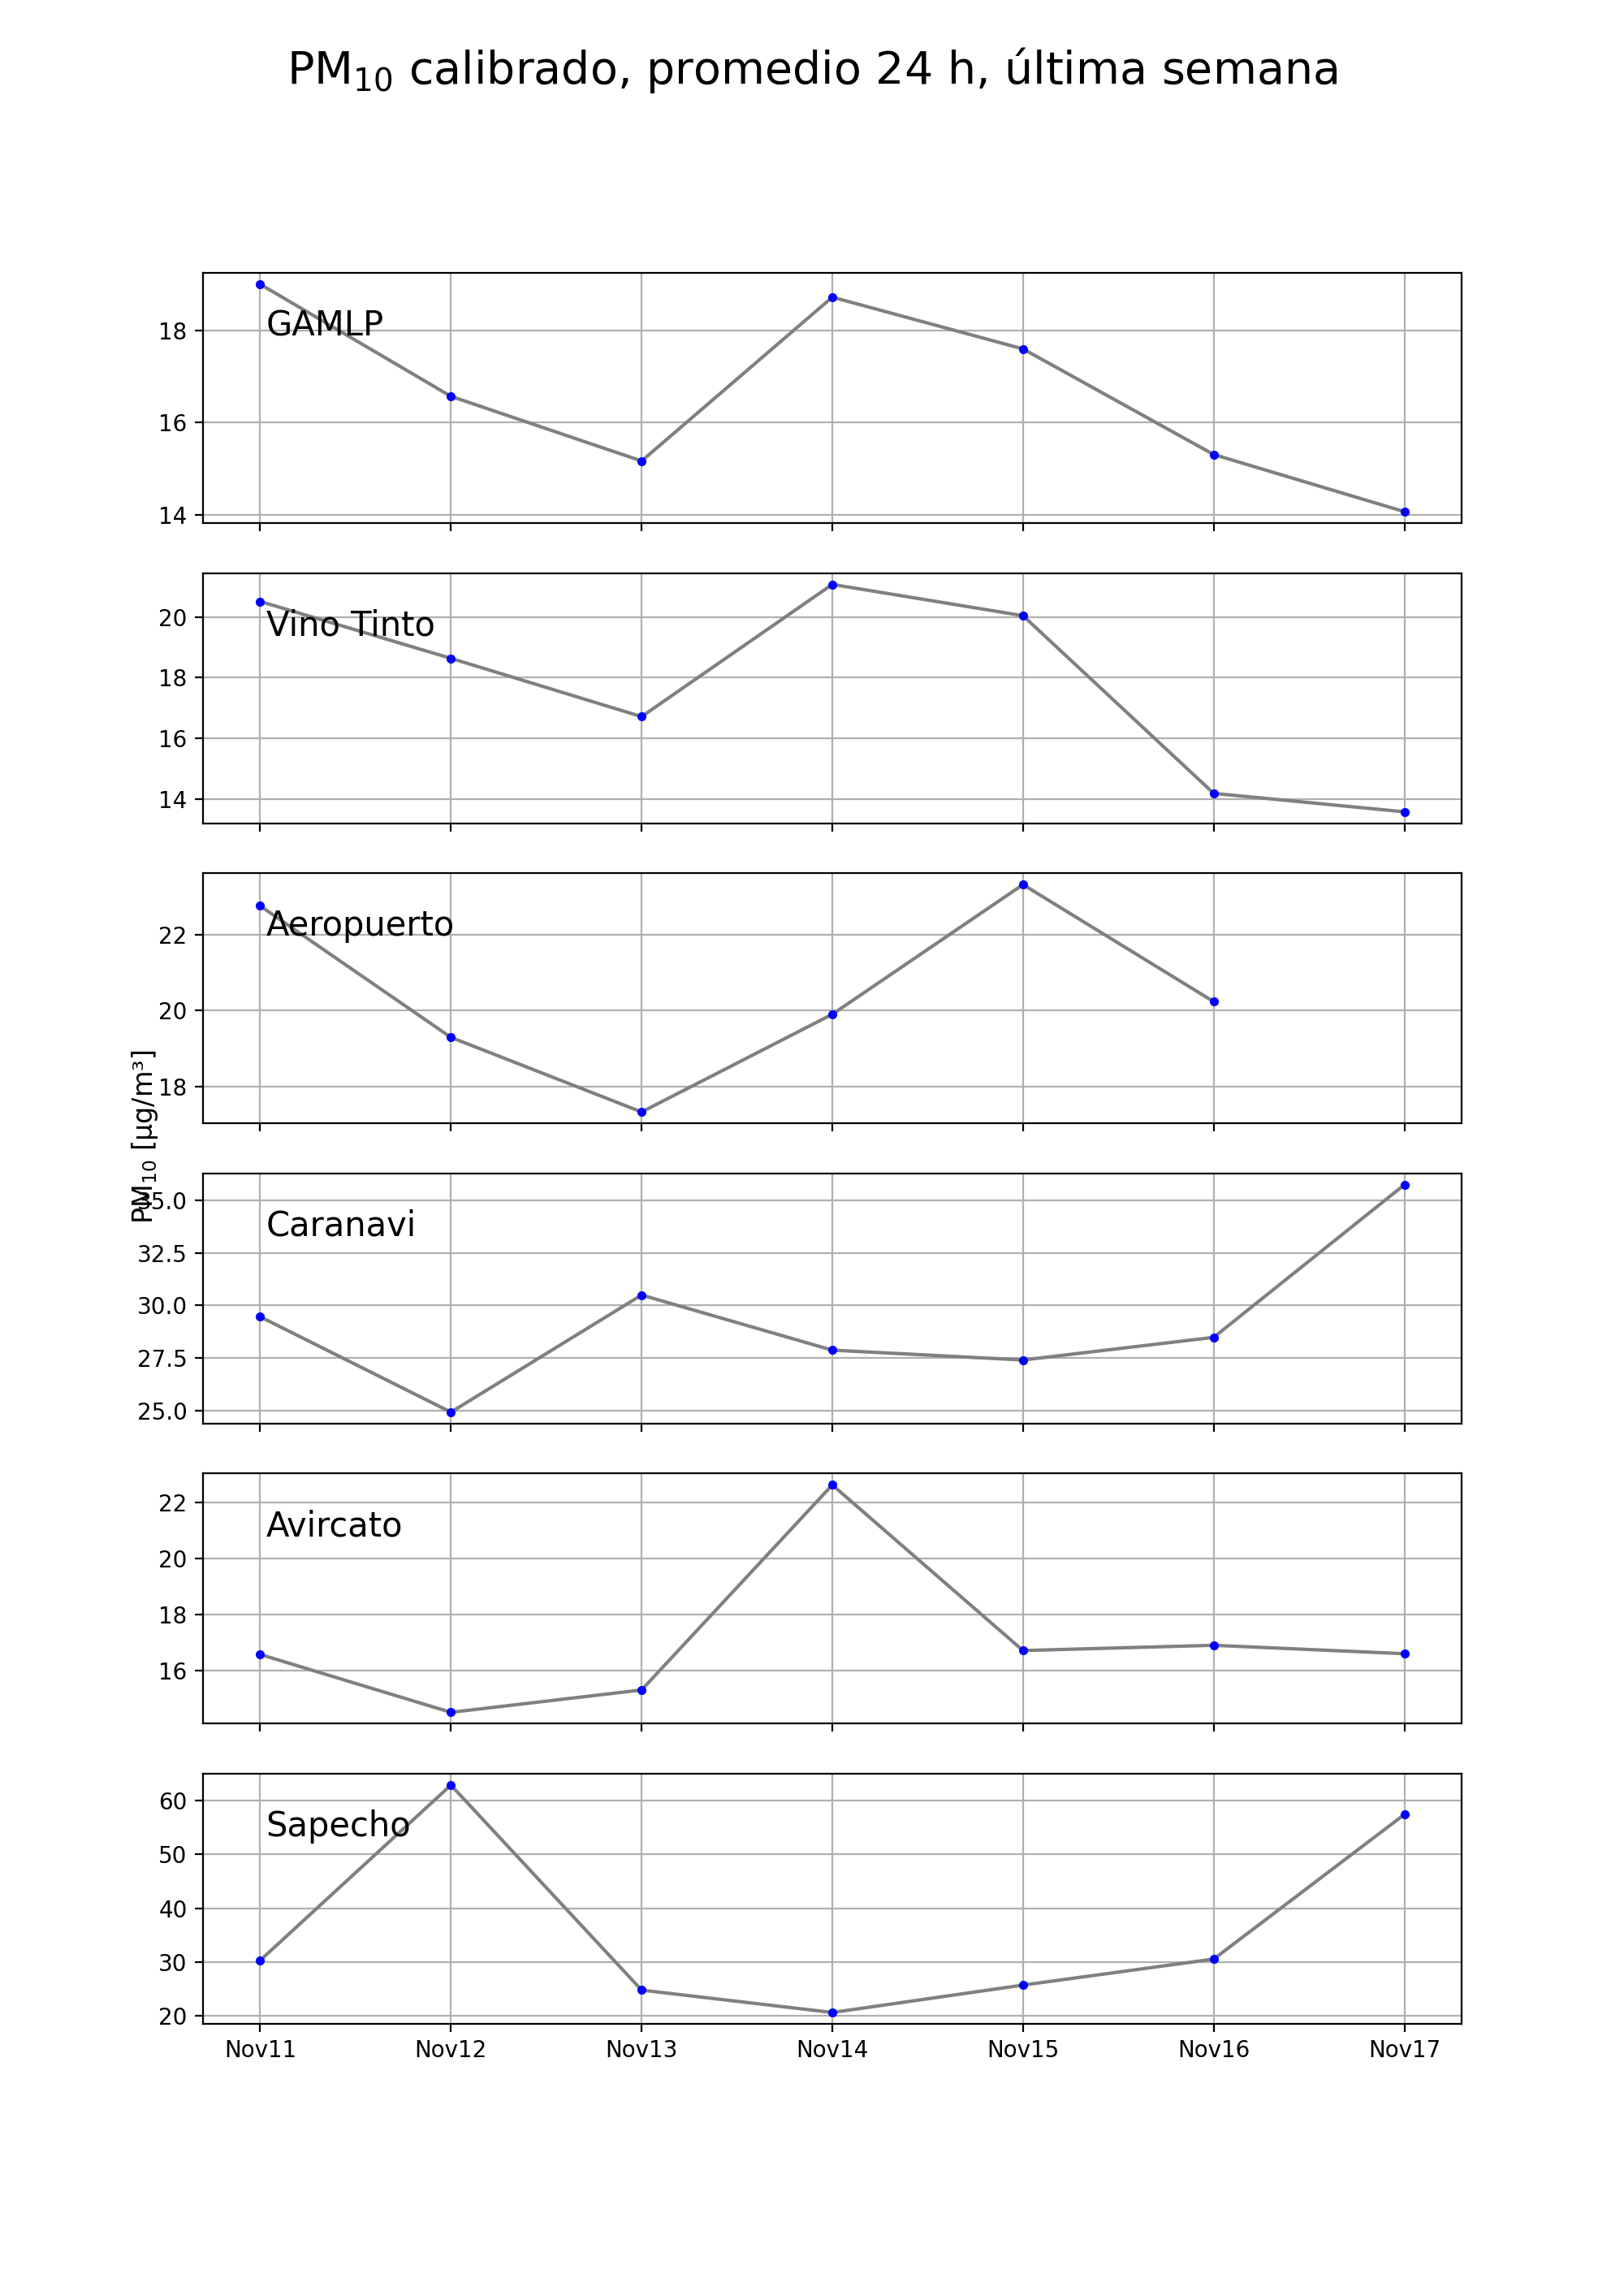 PM₁₀ calibrado, promedio 24 h, última semana
GAMLP
18
16
14
Vino Tinto
20
18
16
14
Aeropuerto
22
20
18
PM₁₀ [µg/m³]
Caranavi
35.0
32.5
30.0
27.5
25.0
Avircato
22
20
18
16
Sapecho
60
50
40
30
20
Nov11 Nov12 Nov13 Nov14 Nov15 Nov16 Nov17